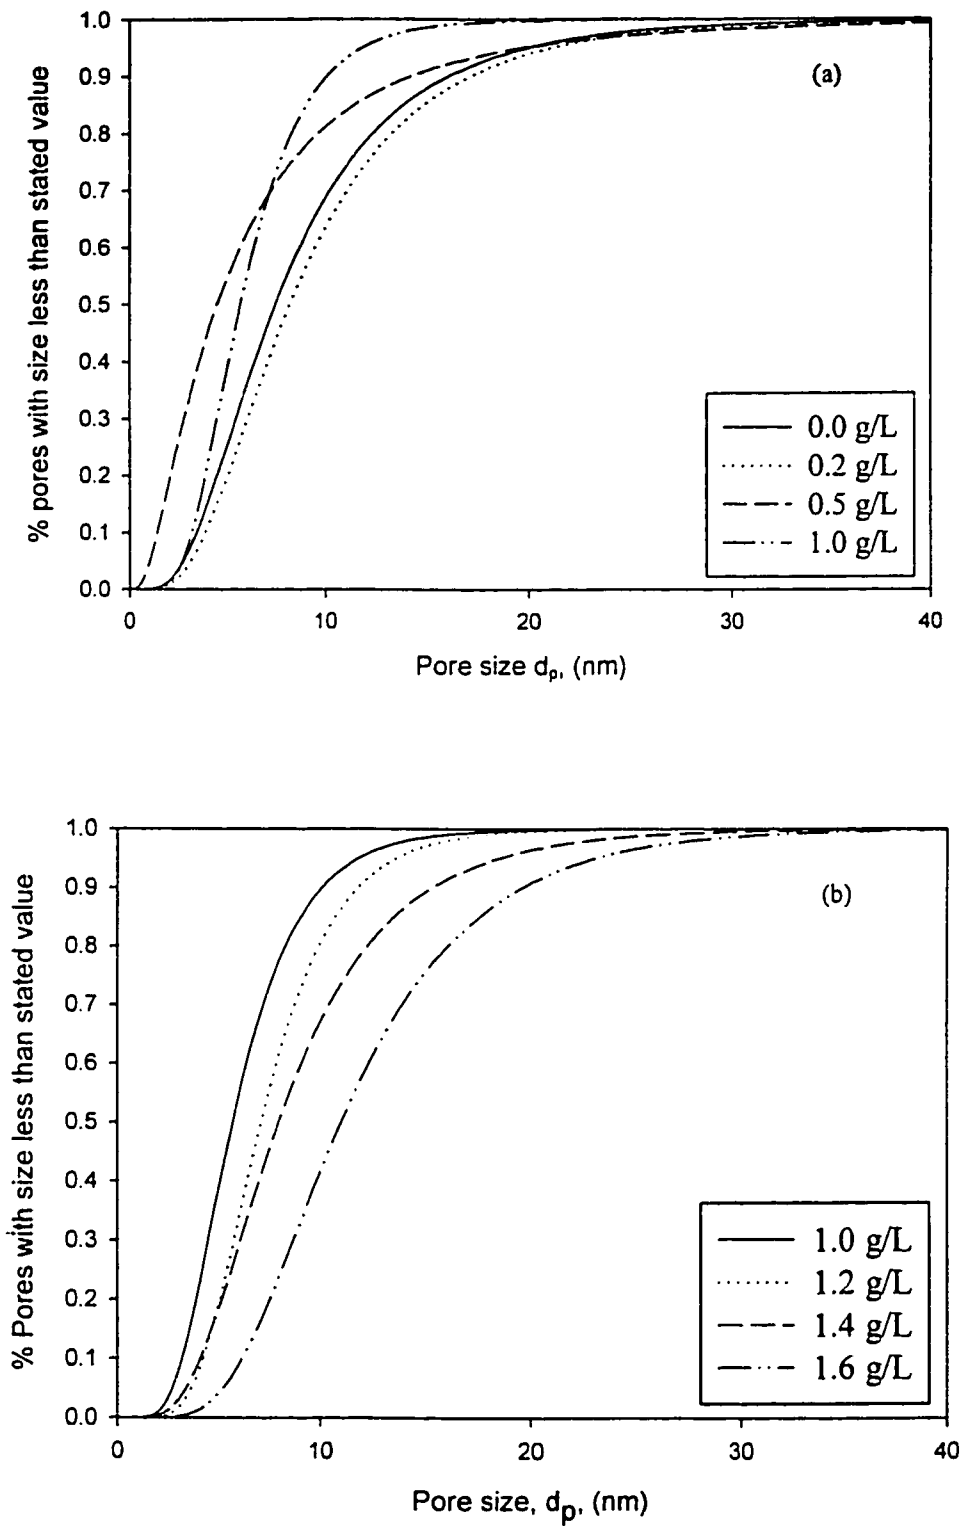 1.0
0.9
0.8
0.7
0.6
0.5
0.4
0.3
0.2
0.1
0.0
% pores with size less than stated value
(a)
0.0 g/L
0.2 g/L
0.5 g/L
1.0 g/L
0 10 20 30 40
Pore size dp, (nm)
1.0
0.9
0.8
0.7
0.6
0.5
0.4
0.3
0.2
0.1
0.0
% Pores with size less than stated value
(b)
1.0 g/L
1.2 g/L
1.4 g/L
1.6 g/L
0 10 20 30 40
Pore size, dp, (nm)